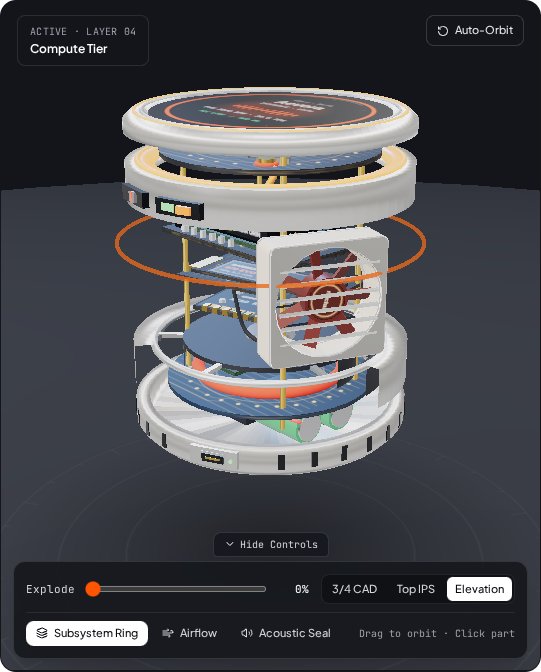 ACTIVE · LAYER 04
Compute Tier
Auto-Orbit
Hide Controls
Explode
0%
3/4 CAD
Top IPS
Elevation
Subsystem Ring
Airflow
Acoustic Seal
Drag to orbit · Click part